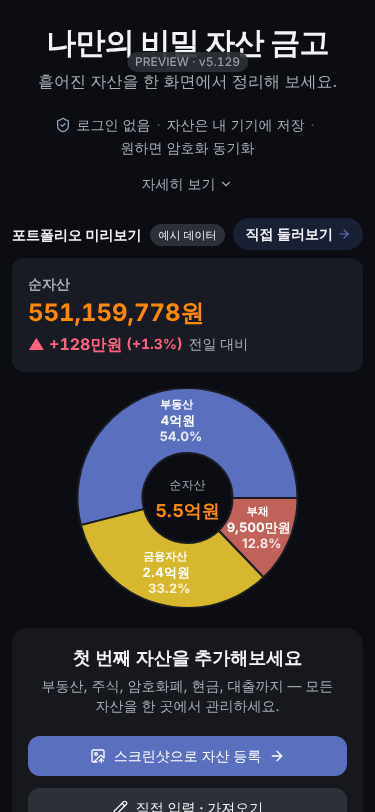 나만의 비밀 자산 금고
PREVIEW · v5.129
흩어진 자산을 한 화면에서 정리해 보세요.
로그인 없음 · 자산은 내 기기에 저장 ·
원하면 암호화 동기화
자세히 보기
포트폴리오 미리보기 예시 데이터 직접 둘러보기 →
순자산
551,159,778원
▲ +128만원 (+1.3%) 전일 대비
부동산
4억원
54.0%
순자산
5.5억원
부채
9,500만원
12.8%
금융자산
2.4억원
33.2%
첫 번째 자산을 추가해보세요
부동산, 주식, 암호화폐, 현금, 대출까지 — 모든
자산을 한 곳에서 관리하세요.
스크린샷으로 자산 등록 →
직접 입력 · 가져오기